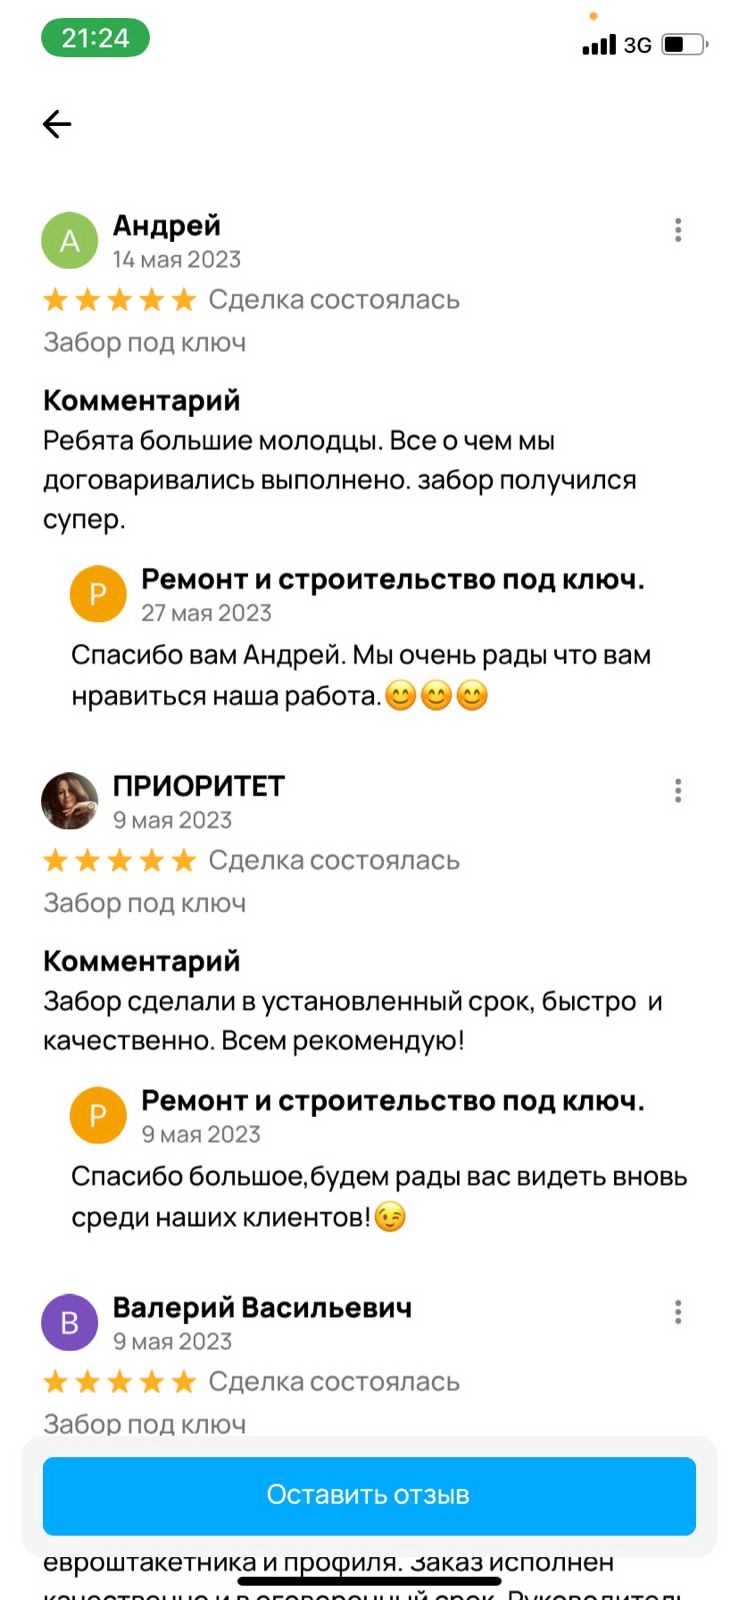 21:24
3G
А
Андрей
14 мая 2023
Сделка состоялась
Забор под ключ
Комментарий
Ребята большие молодцы. Все о чем мы
договаривались выполнено. забор получился
супер.
Р
Ремонт и строительство под ключ.
27 мая 2023
Спасибо вам Андрей. Мы очень рады что вам
нравиться наша работа.😊😊😊
ПРИОРИТЕТ
9 мая 2023
Сделка состоялась
Забор под ключ
Комментарий
Забор сделали в установленный срок, быстро и
качественно. Всем рекомендую!
Р
Ремонт и строительство под ключ.
9 мая 2023
Спасибо большое,будем рады вас видеть вновь
среди наших клиентов!😉
В
Валерий Васильевич
9 мая 2023
Сделка состоялась
Забор под ключ
Оставить отзыв
евроштакетника и профиля. Заказ исполнен
качественно и в оговоренный срок. Руководитель